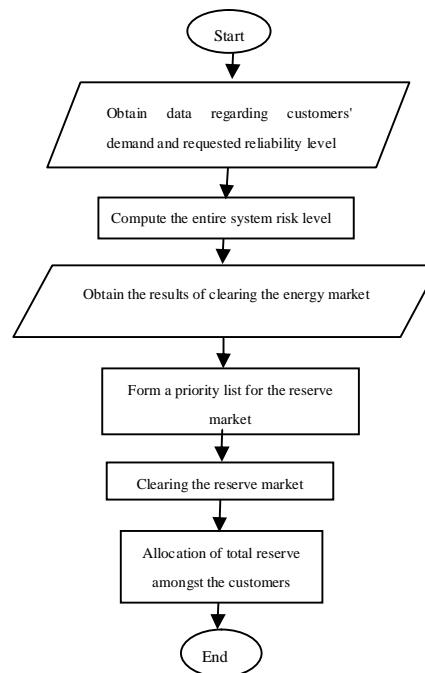 Start
Obtain data regarding customers'
demand and requested reliability level
Compute the entire system risk level
Obtain the results of clearing the energy market
Form a priority list for the reserve
market
Clearing the reserve market
Allocation of total reserve
amongst the customers
End